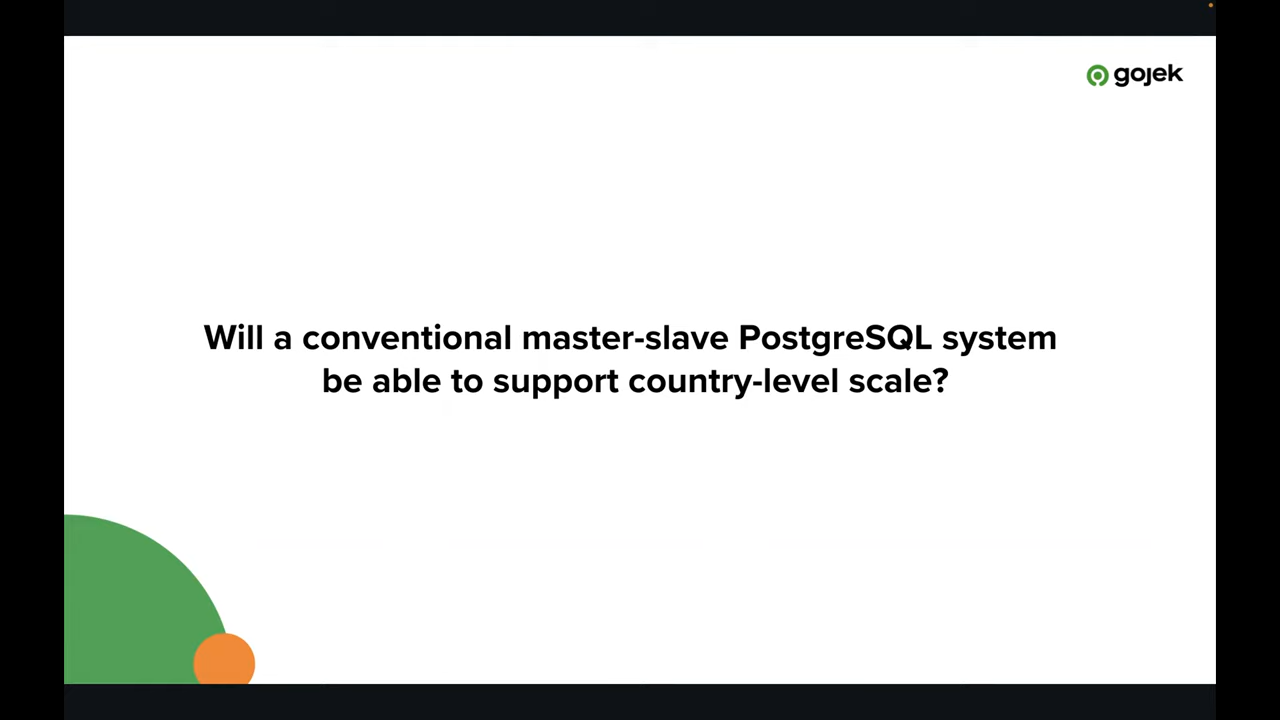 gojek
Will a conventional master-slave PostgreSQL system
be able to support country-level scale?